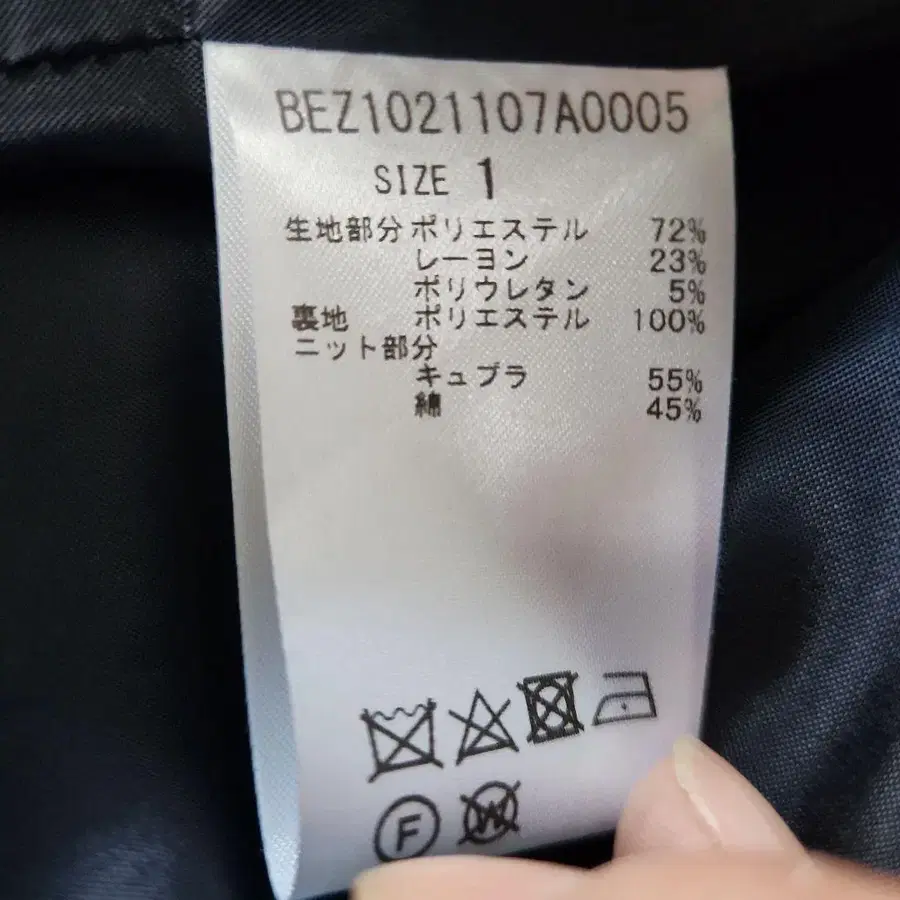 BEZ1021107A0005
SIZE 1
生地部分 ポリエステル 72%
レーヨン 23%
ポリウレタン 5%
裏地 ポリエステル 100%
ニット部分
キュプラ 55%
綿 45%
F W